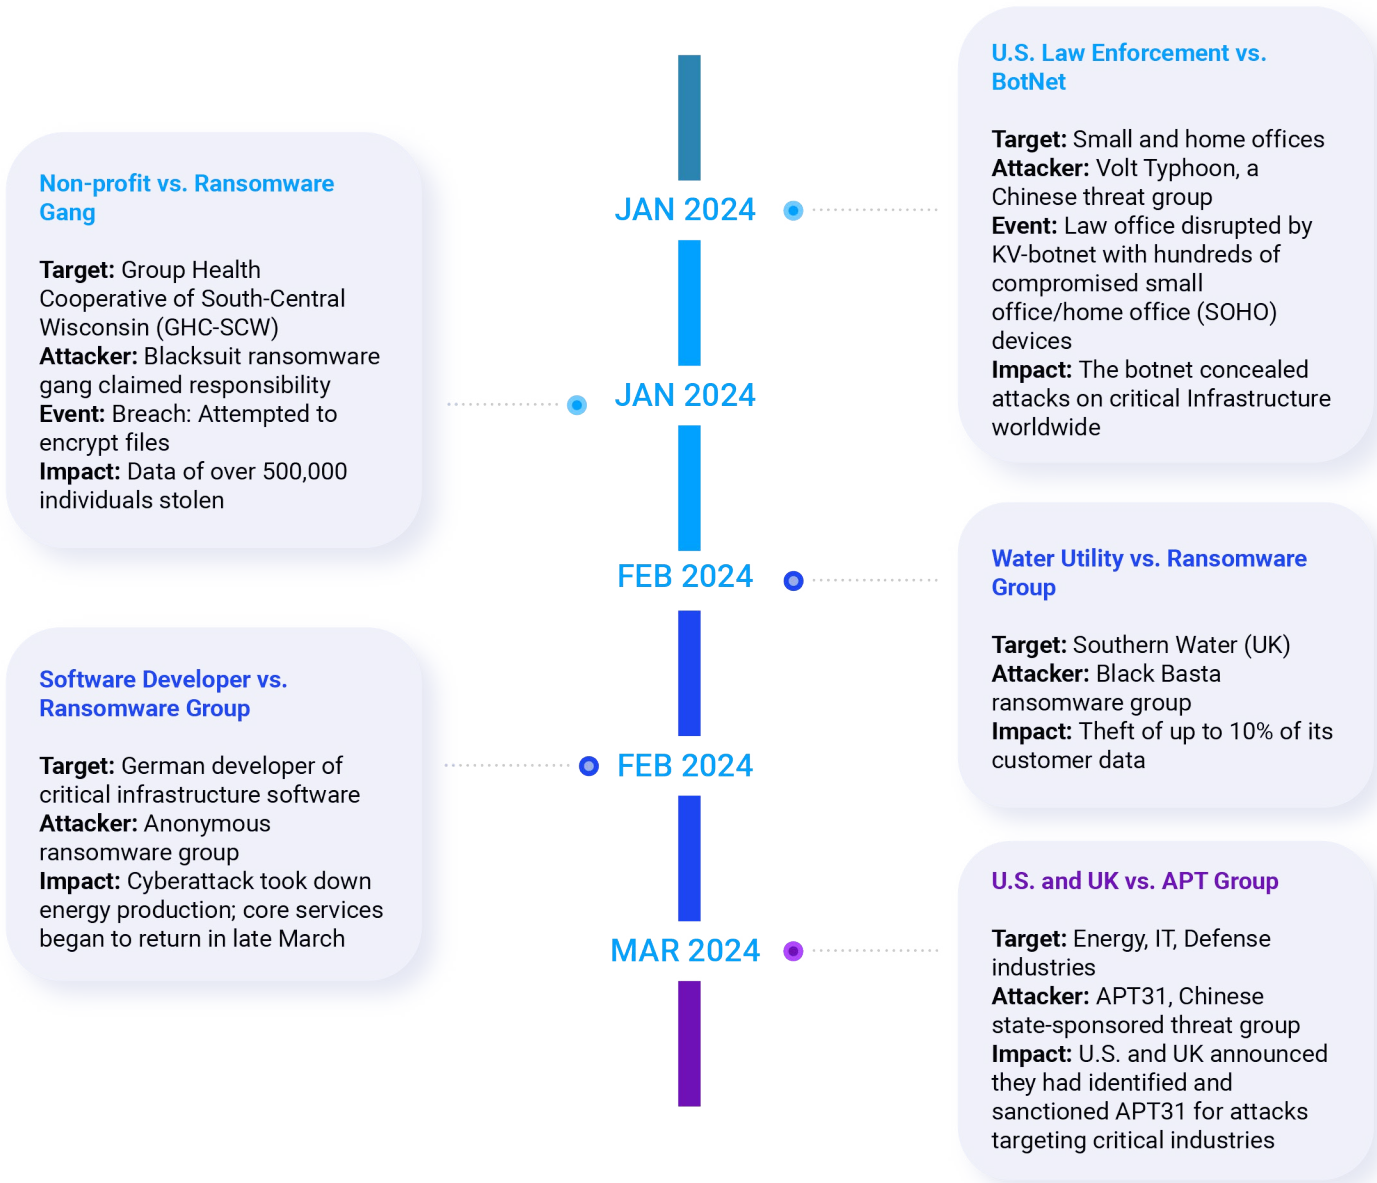 JAN 2024
U.S. Law Enforcement vs.
BotNet
Target: Small and home offices
Attacker: Volt Typhoon, a
Chinese threat group
Event: Law office disrupted by
KV-botnet with hundreds of
compromised small
office/home office (SOHO)
devices
Impact: The botnet concealed
attacks on critical Infrastructure
worldwide
JAN 2024
Non-profit vs. Ransomware
Gang
Target: Group Health
Cooperative of South-Central
Wisconsin (GHC-SCW)
Attacker: Blacksuit ransomware
gang claimed responsibility
Event: Breach: Attempted to
encrypt files
Impact: Data of over 500,000
individuals stolen
FEB 2024
Water Utility vs. Ransomware
Group
Target: Southern Water (UK)
Attacker: Black Basta
ransomware group
Impact: Theft of up to 10% of its
customer data
FEB 2024
Software Developer vs.
Ransomware Group
Target: German developer of
critical infrastructure software
Attacker: Anonymous
ransomware group
Impact: Cyberattack took down
energy production; core services
began to return in late March
MAR 2024
U.S. and UK vs. APT Group
Target: Energy, IT, Defense
industries
Attacker: APT31, Chinese
state-sponsored threat group
Impact: U.S. and UK announced
they had identified and
sanctioned APT31 for attacks
targeting critical industries